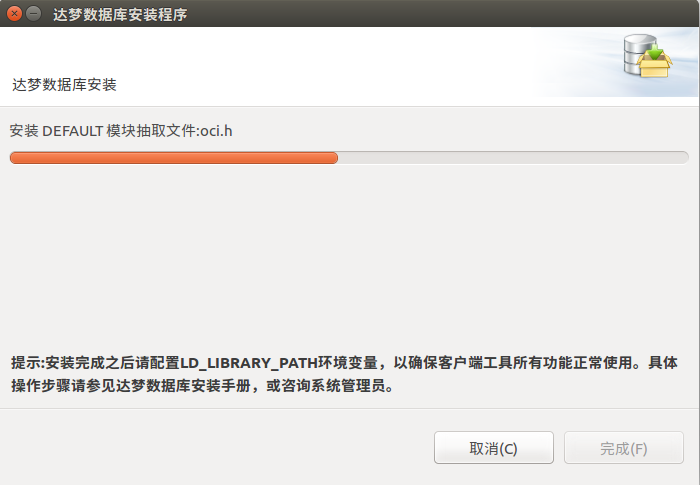 达梦数据库安装程序
达梦数据库安装
安装 DEFAULT 模块抽取文件:oci.h
提示:安装完成之后请配置LD_LIBRARY_PATH环境变量，以确保客户端工具所有功能正常使用。具体
操作步骤请参见达梦数据库安装手册，或咨询系统管理员。
取消(C)
完成(F)